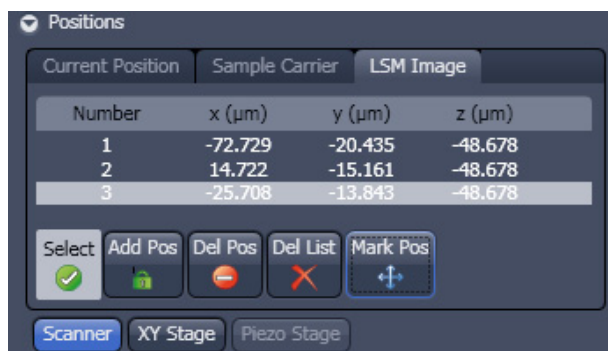 Positions
Current Position Sample Carrier LSM Image
Number x (µm) y (µm) z (µm)
1 -72.729 -20.435 -48.678
2 14.722 -15.161 -48.678
3 -25.708 -13.843 -48.678
Select Add Pos Del Pos Del List Mark Pos
Scanner XY Stage Piezo Stage